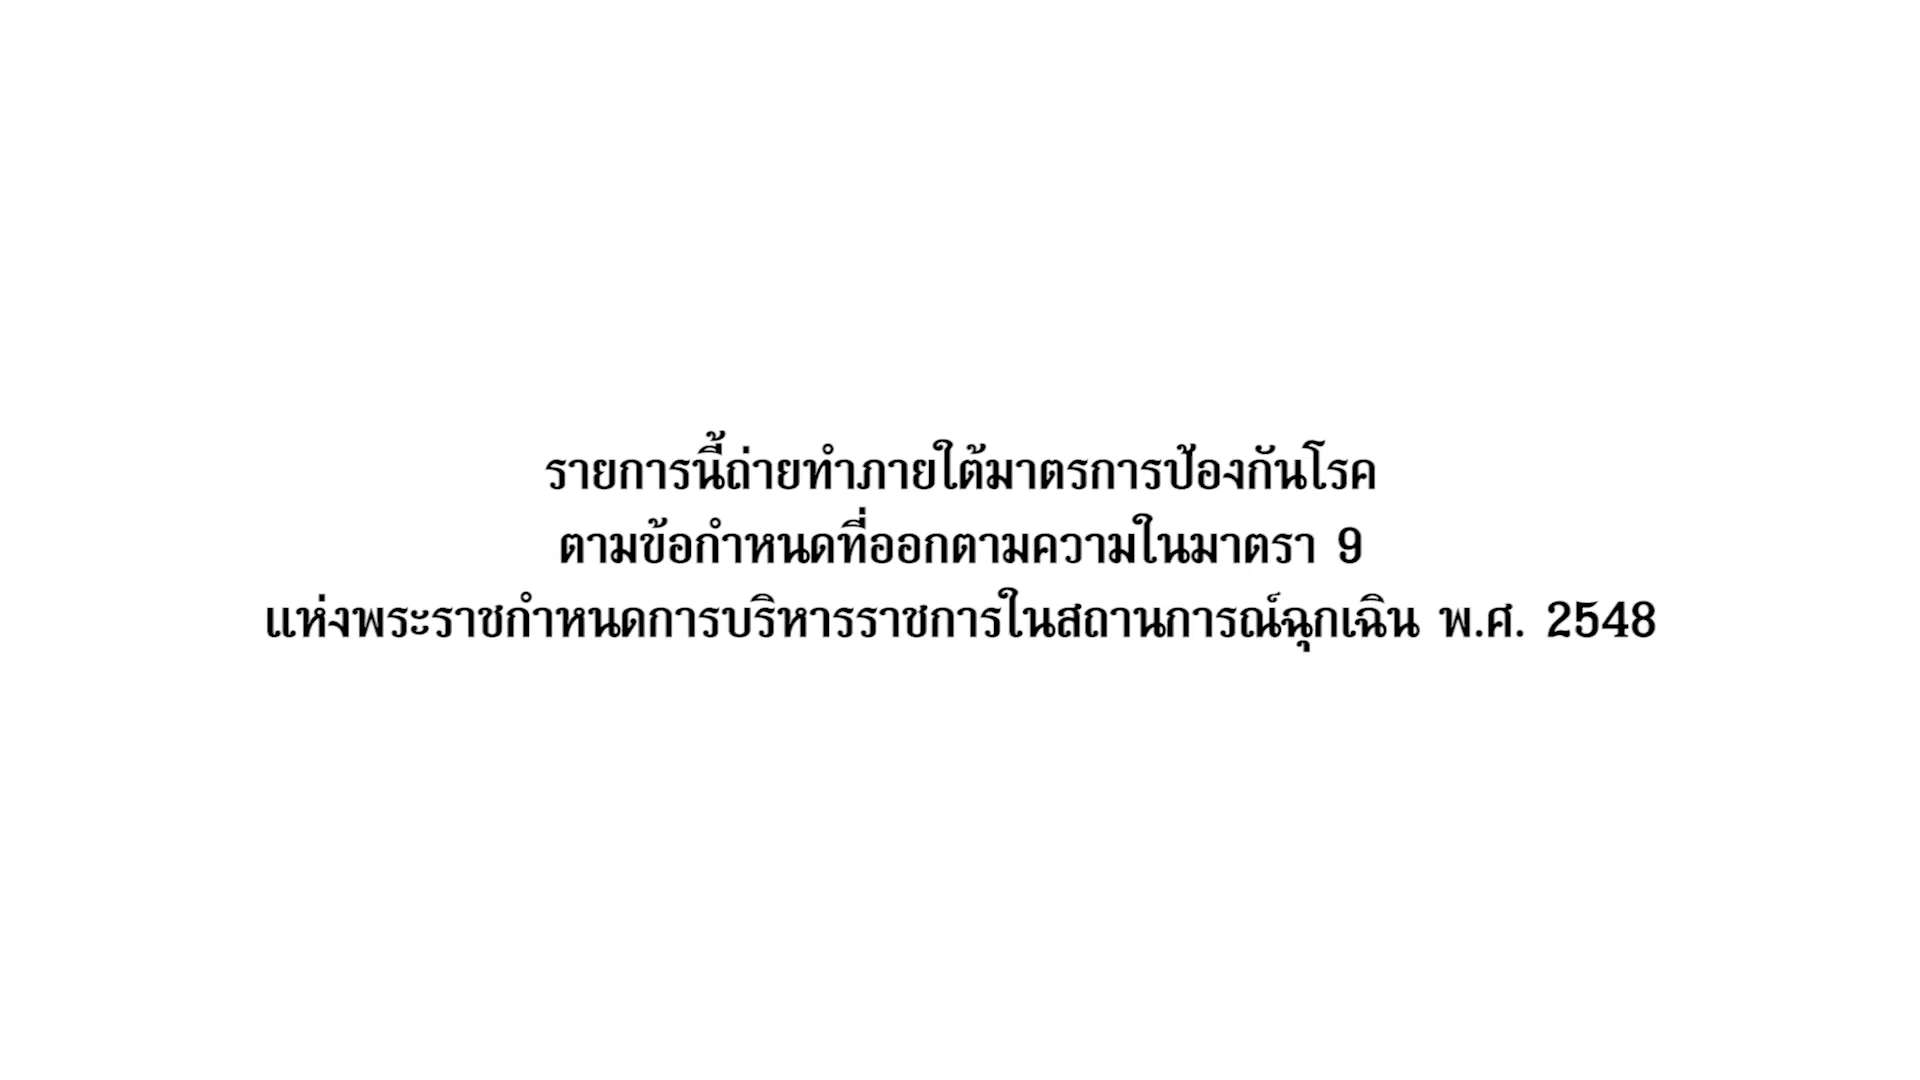 รายการนี้ถ่ายทำภายใต้มาตรการป้องกันโรค
ตามข้อกำหนดที่ออกตามความในมาตรา 9
แห่งพระราชกำหนดการบริหารราชการในสถานการณ์ฉุกเฉิน พ.ศ. 2548